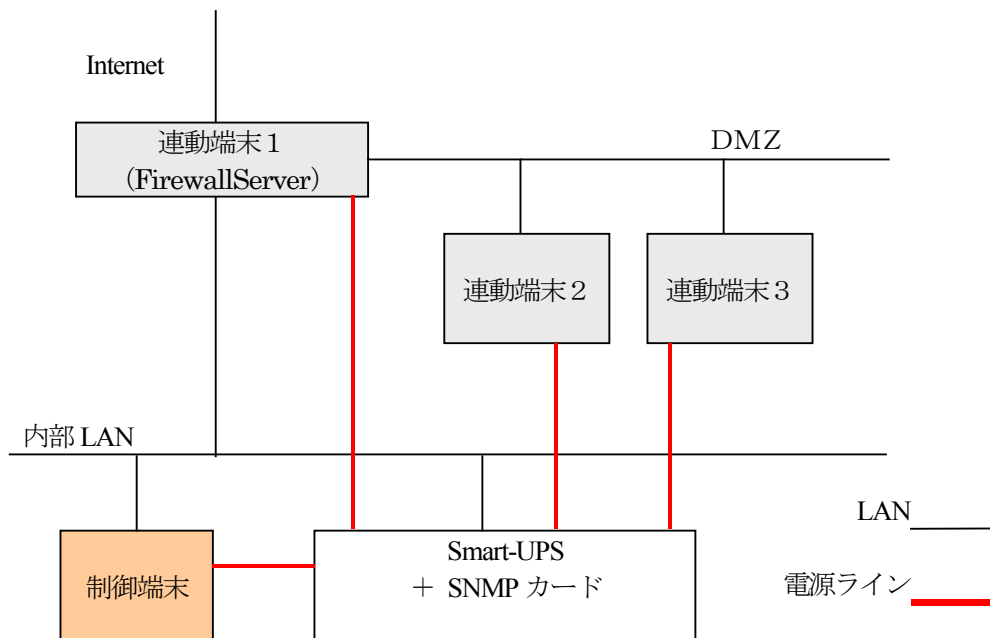 Internet
連動端末１
（FirewallServer）
ＤＭＺ
連動端末２
連動端末３
内部 LAN
LAN
Smart-UPS
＋ SNMP カード
制御端末
電源ライン